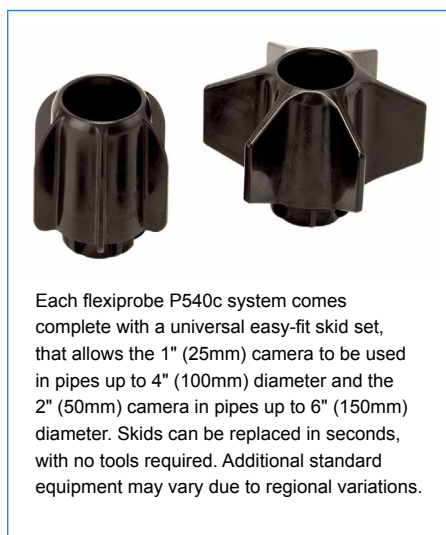 Each flexiprobe P540c system comes
complete with a universal easy-fit skid set,
that allows the 1" (25mm) camera to be used
in pipes up to 4" (100mm) diameter and the
2" (50mm) camera in pipes up to 6" (150mm)
diameter. Skids can be replaced in seconds,
with no tools required. Additional standard
equipment may vary due to regional variations.